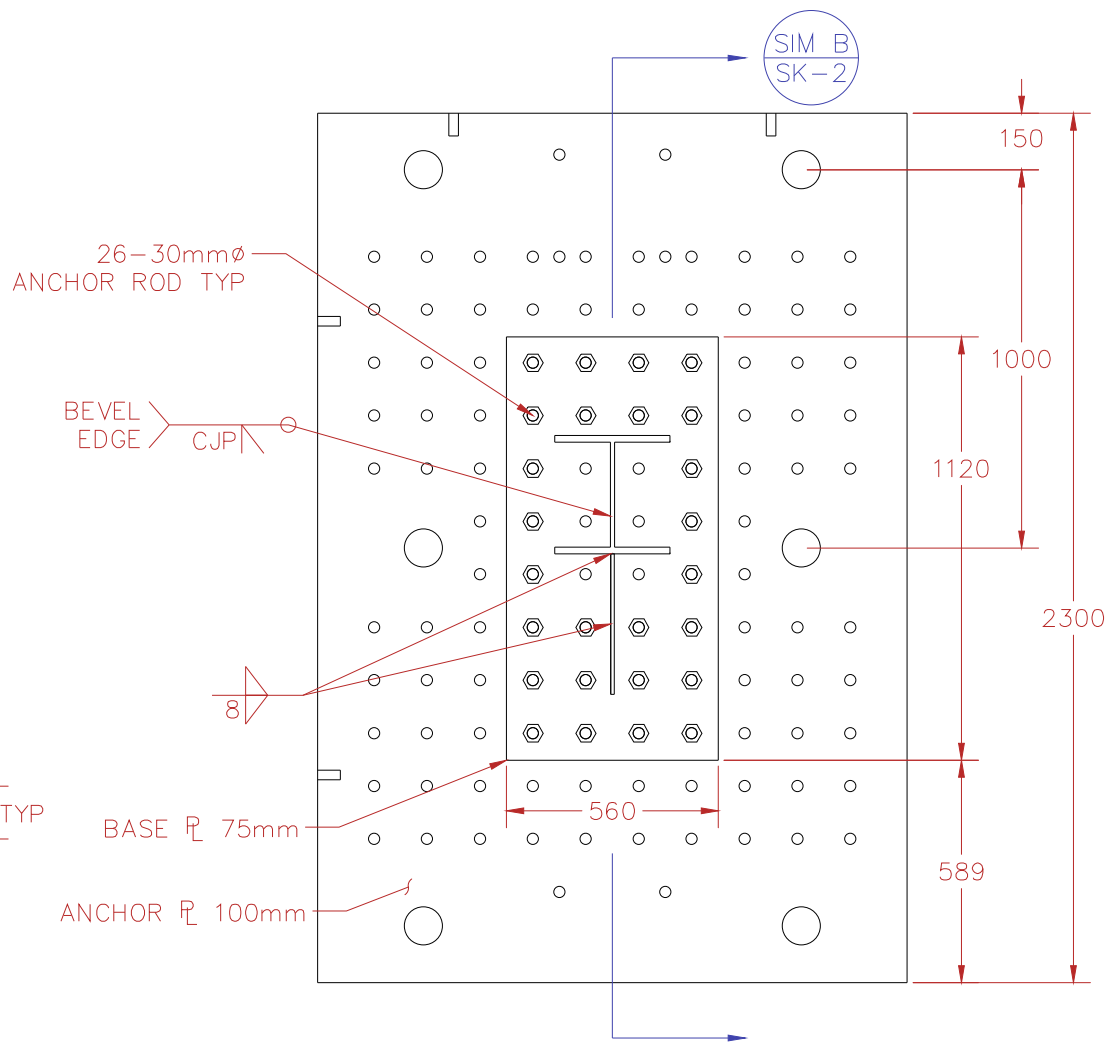 SIM B
SK-2
150
26-30mmø
ANCHOR ROD TYP
1000
BEVEL
EDGE
CJP
1120
2300
8
TYP
560
BASE ⅊ 75mm
589
ANCHOR ⅊ 100mm